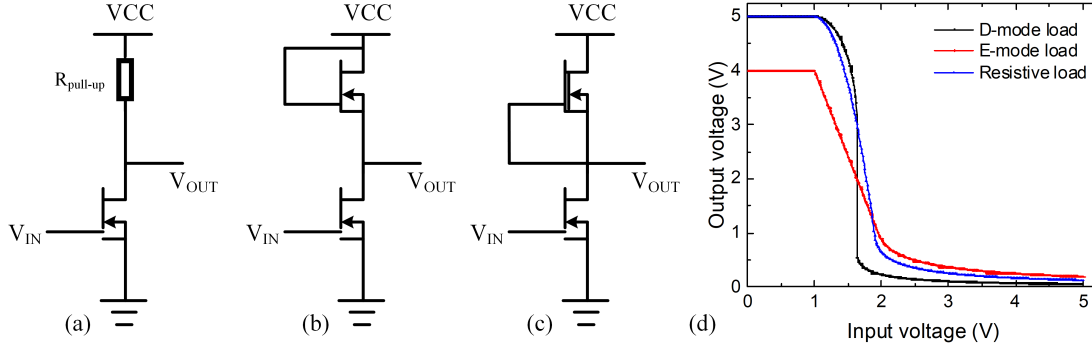 VCC
R_pull-up
V_OUT
V_IN
(a)
VCC
V_OUT
V_IN
(b)
VCC
V_OUT
V_IN
(c)
5
4
3
2
1
0
Output voltage (V)
D-mode load
E-mode load
Resistive load
0 1 2 3 4 5
Input voltage (V)
(d)